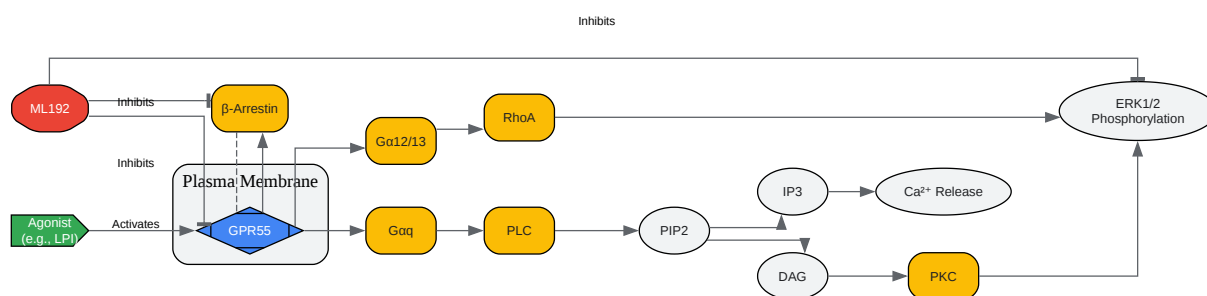 Inhibits
ML192
Inhibits
β-Arrestin
RhoA
ERK1/2
Phosphorylation
Gα12/13
Inhibits
Plasma Membrane
IP3
Ca²⁺ Release
Agonist
(e.g., LPI)
Activates
GPR55
Gαq
PLC
PIP2
DAG
PKC